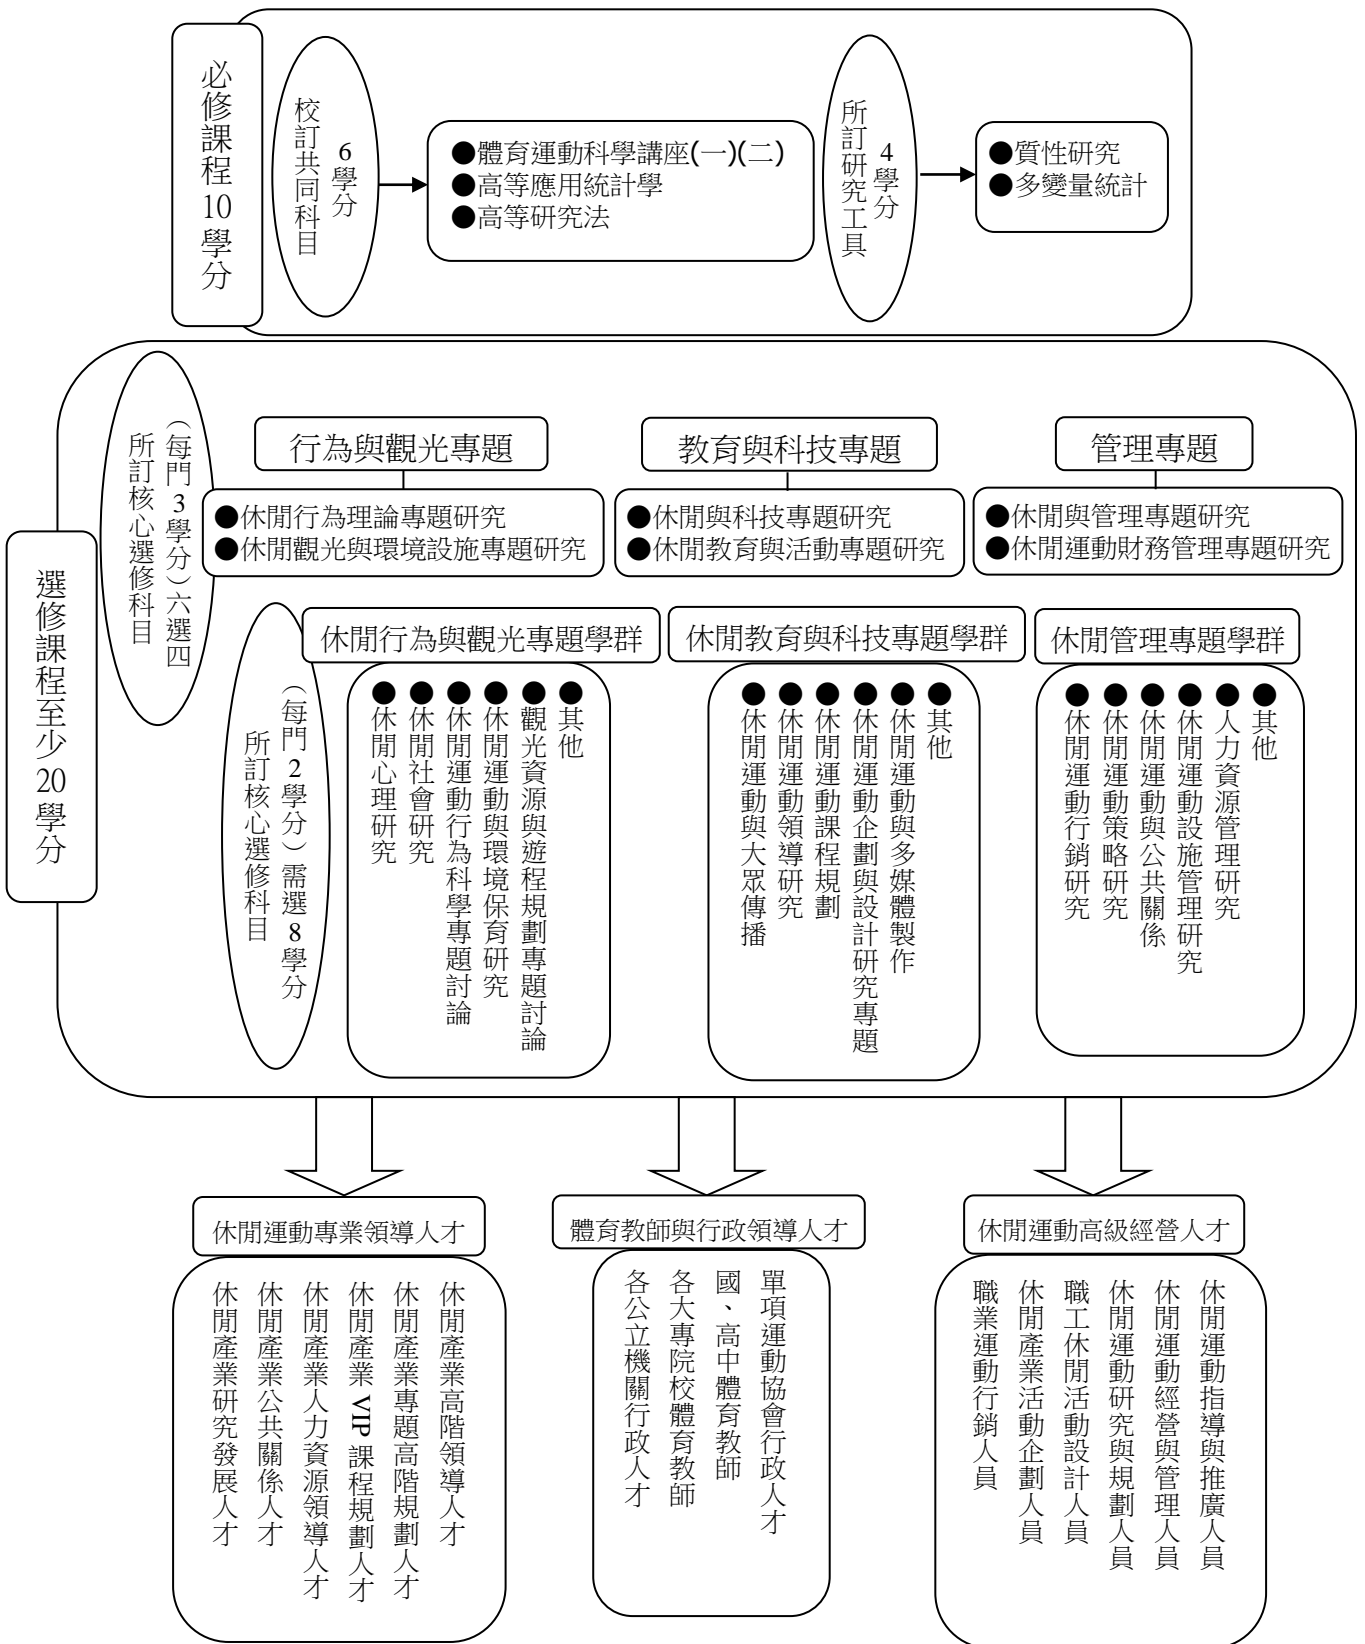 必修課程10學分
校訂共同科目
6學分
●體育運動科學講座(一)(二)
●高等應用統計學
●高等研究法
所訂研究工具
4學分
●質性研究
●多變量統計
選修課程至少20學分
所訂核心選修科目
（每門3學分）六選四
行為與觀光專題
●休閒行為理論專題研究
●休閒觀光與環境設施專題研究
教育與科技專題
●休閒與科技專題研究
●休閒教育與活動專題研究
管理專題
●休閒與管理專題研究
●休閒運動財務管理專題研究
所訂核心選修科目
（每門2學分）需選8學分
休閒行為與觀光專題學群
●休閒心理研究
●休閒社會研究
●休閒運動行為科學專題討論
●休閒運動與環境保育研究
●觀光資源與遊程規劃專題討論
●其他
休閒教育與科技專題學群
●休閒運動與大眾傳播
●休閒運動領導研究
●休閒運動課程規劃
●休閒運動企劃與設計研究專題
●休閒運動與多媒體製作
●其他
休閒管理專題學群
●休閒運動行銷研究
●休閒運動策略研究
●休閒運動與公共關係
●休閒運動設施管理研究
●人力資源管理研究
●其他
休閒運動專業領導人才
休閒產業研究發展人才
休閒產業公共關係人才
休閒產業人力資源領導人才
休閒產業VIP課程規劃人才
休閒產業專題高階規劃人才
休閒產業高階領導人才
體育教師與行政領導人才
各公立機關行政人才
各大專院校體育教師
國、高中體育教師
單項運動協會行政人才
休閒運動高級經營人才
職業運動行銷人員
休閒產業活動企劃人員
職工休閒活動設計人員
休閒運動研究與規劃人員
休閒運動經營與管理人員
休閒運動指導與推廣人員